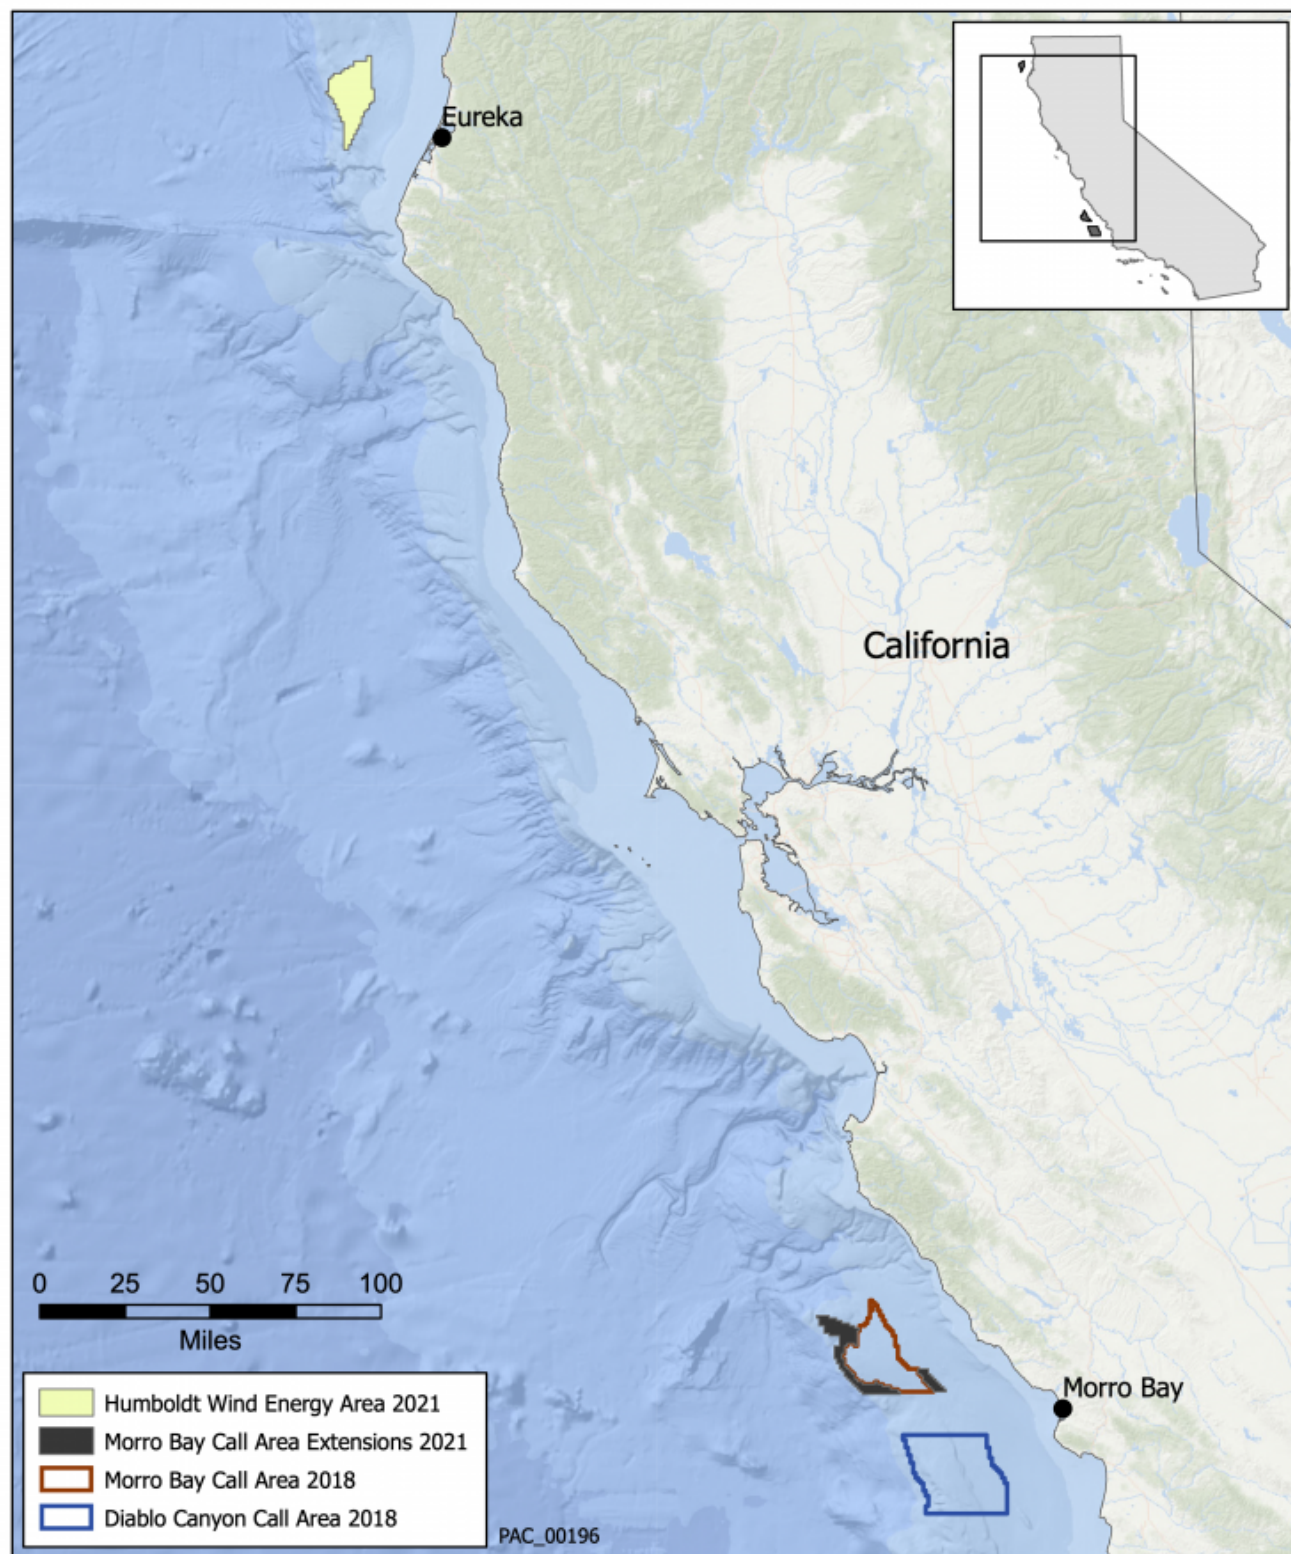 Eureka
California
0 25 50 75 100
Miles
Morro Bay
Humboldt Wind Energy Area 2021
Morro Bay Call Area Extensions 2021
Morro Bay Call Area 2018
Diablo Canyon Call Area 2018
PAC_00196